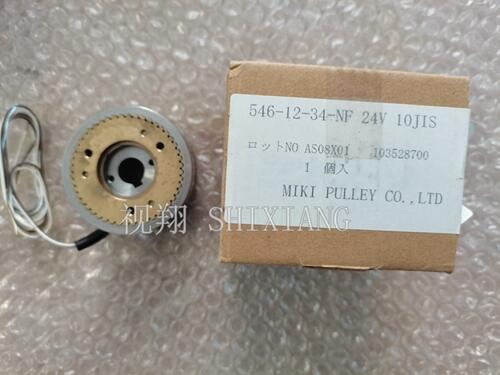 546-12-34-NF 24V 10JIS
ロットNO AS08X01 103528700
1 個入
MIKI PULLEY CO.,LTD
视翔 SHIXIANG